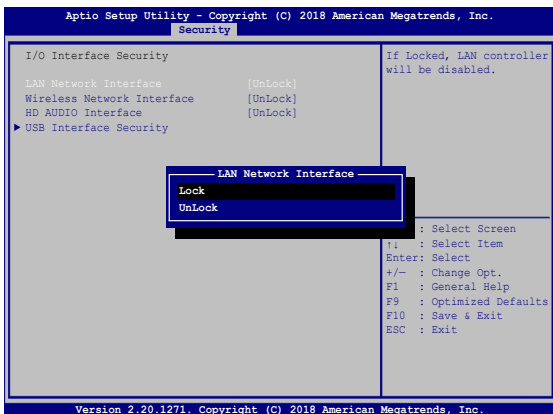 Aptio Setup Utility - Copyright (C) 2018 American Megatrends, Inc.
Security
I/O Interface Security
LAN Network Interface [UnLock]
Wireless Network Interface [UnLock]
HD AUDIO Interface [UnLock]
USB Interface Security
If Locked, LAN controller
will be disabled.
LAN Network Interface
Lock
UnLock
: Select Screen
↑↓ : Select Item
Enter: Select
+/— : Change Opt.
F1 : General Help
F9 : Optimized Defaults
F10 : Save & Exit
ESC : Exit
Version 2.20.1271. Copyright (C) 2018 American Megatrends, Inc.